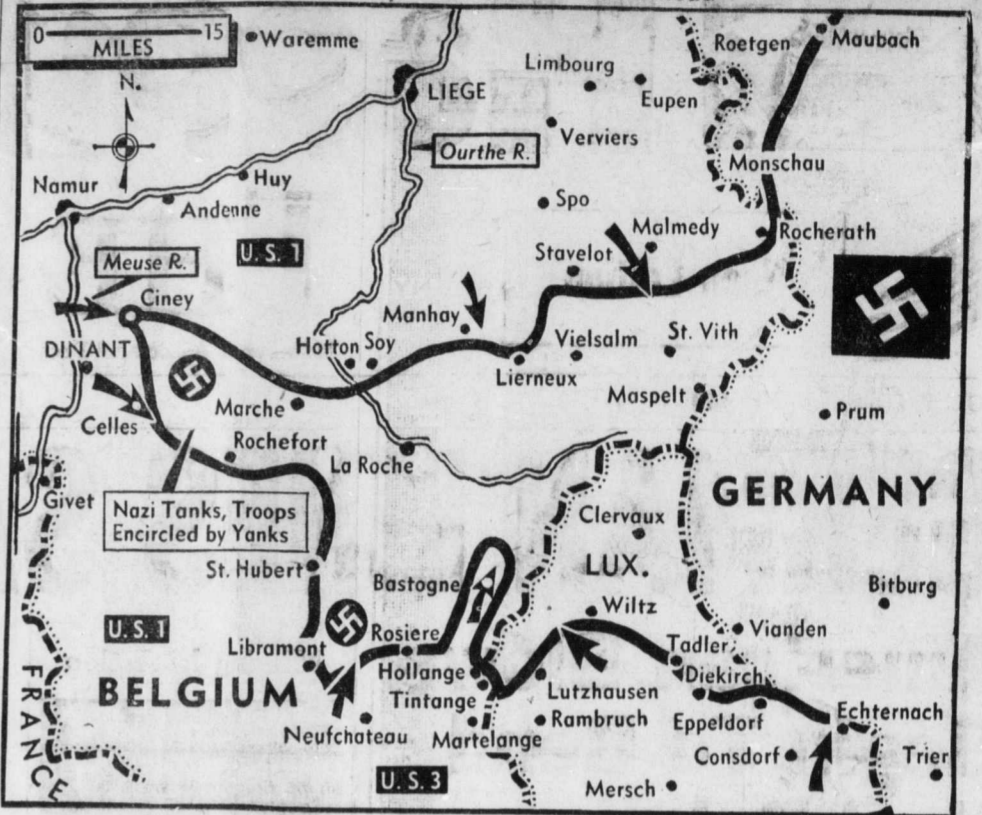 0 15
MILES
N.
Waremme
Roetgen
Maubach
Limbourg
Eupen
LIEGE
Verviers
Ourthe R.
Monschau
Namur
Huy
Andenne
Spo
Malmedy
Rocherath
U.S.1
Stavelot
Meuse R.
Ciney
Manhay
Hotton
Soy
Vielsalm
St. Vith
DINANT
Lierneux
Maspelt
Marche
Prum
Celles
Rochefort
La Roche
Givet
GERMANY
Nazi Tanks, Troops
Encircled by Yanks
Clervaux
St. Hubert
Bastogne
LUX.
Bitburg
Wiltz
U.S.1
Rosiere
Vianden
Libramont
Tadler
Hollange
Diekirch
BELGIUM
Tintange
Lutzhausen
FRANCE
Neufchateau
Martelange
Rambruch
Eppeldorf
Echternach
Consdorf
Trier
U.S.3
Mersch